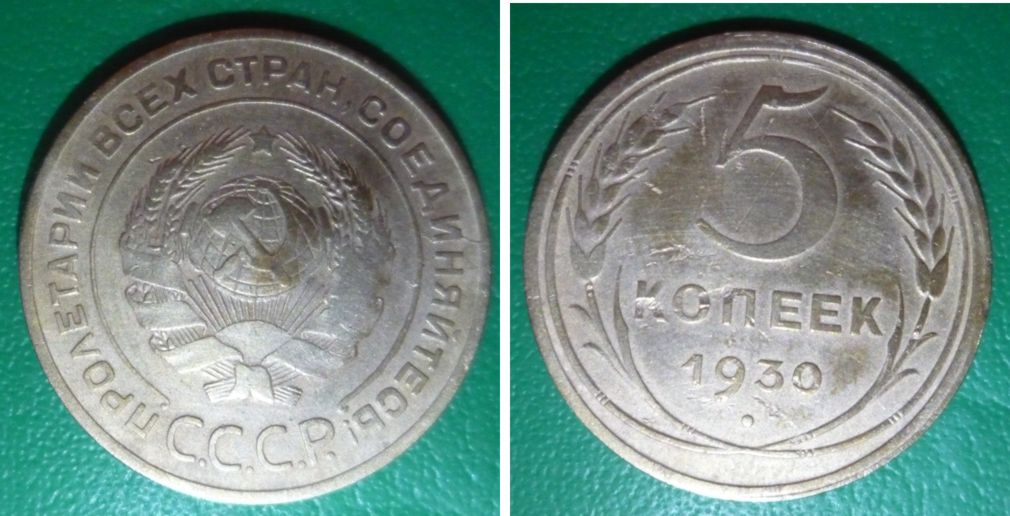 ПРОЛЕТАРИИ ВСЕХ СТРАН, СОЕДИНЯЙТЕСЬ!
С.С.С.Р.
5
КОПЕЕК
1930